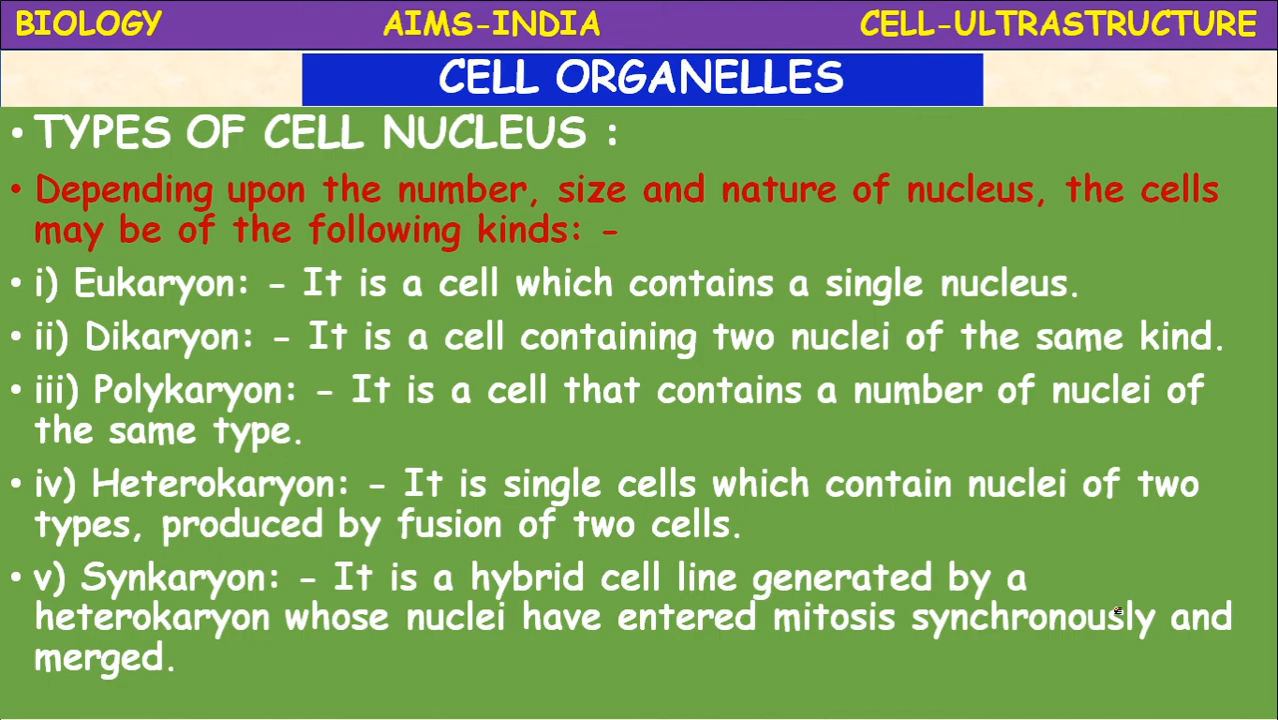 BIOLOGY AIMS-INDIA CELL-ULTRASTRUCTURE
CELL ORGANELLES
• TYPES OF CELL NUCLEUS :
• Depending upon the number, size and nature of nucleus, the cells
may be of the following kinds: -
• i) Eukaryon: - It is a cell which contains a single nucleus.
• ii) Dikaryon: - It is a cell containing two nuclei of the same kind.
• iii) Polykaryon: - It is a cell that contains a number of nuclei of
the same type.
• iv) Heterokaryon: - It is single cells which contain nuclei of two
types, produced by fusion of two cells.
• v) Synkaryon: - It is a hybrid cell line generated by a
heterokaryon whose nuclei have entered mitosis synchronously and
merged.